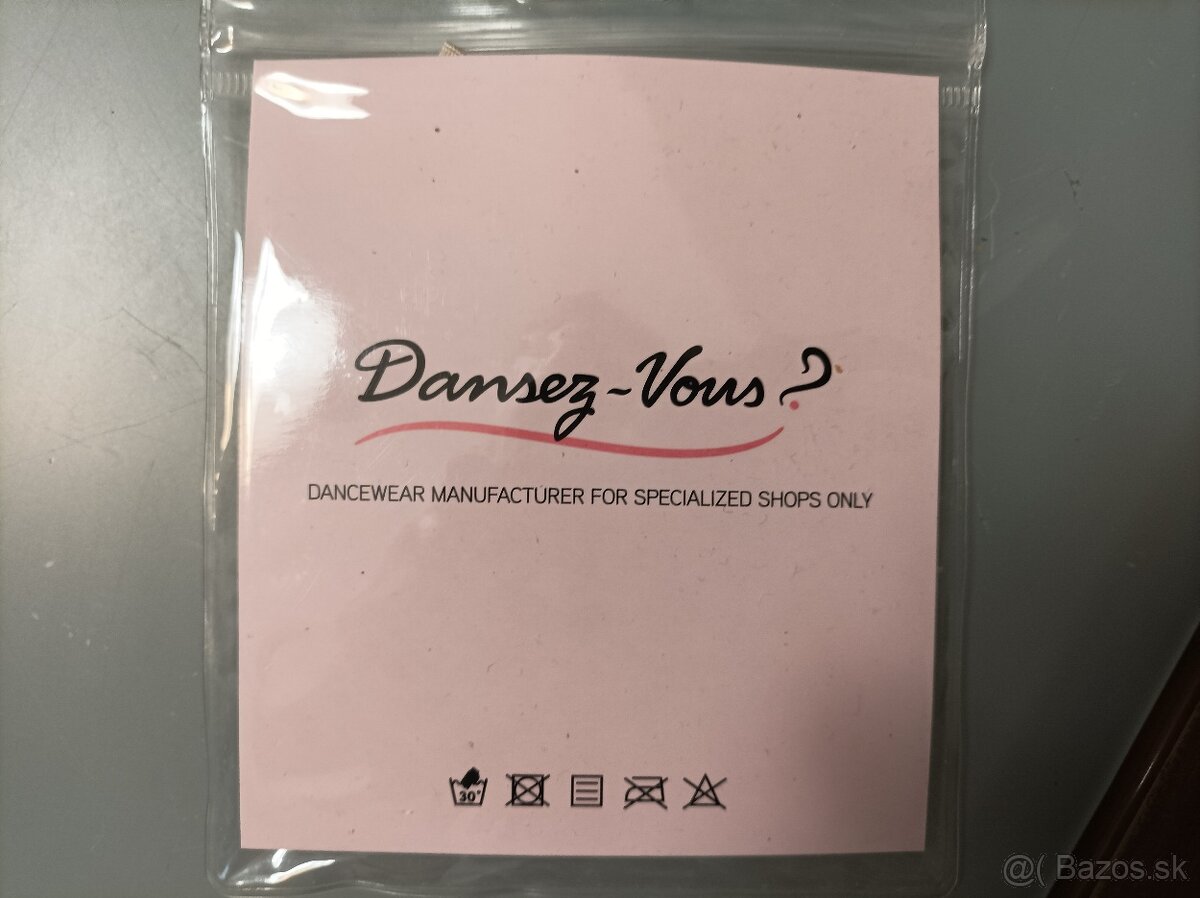 Dansez-Vous?
DANCEWEAR MANUFACTURER FOR SPECIALIZED SHOPS ONLY
30°
@( Bazos.sk